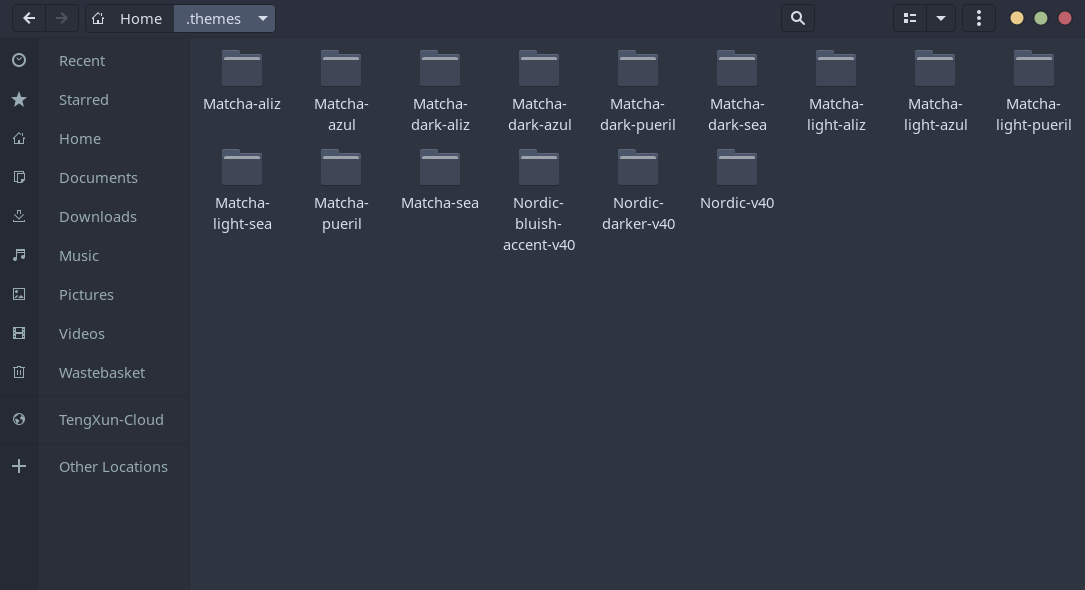 Home .themes
Recent
Starred
Home
Documents
Downloads
Music
Pictures
Videos
Wastebasket
TengXun-Cloud
Other Locations
Matcha-aliz
Matcha-
azul
Matcha-
dark-aliz
Matcha-
dark-azul
Matcha-
dark-pueril
Matcha-
dark-sea
Matcha-
light-aliz
Matcha-
light-azul
Matcha-
light-pueril
Matcha-
light-sea
Matcha-
pueril
Matcha-sea
Nordic-
bluish-
accent-v40
Nordic-
darker-v40
Nordic-v40